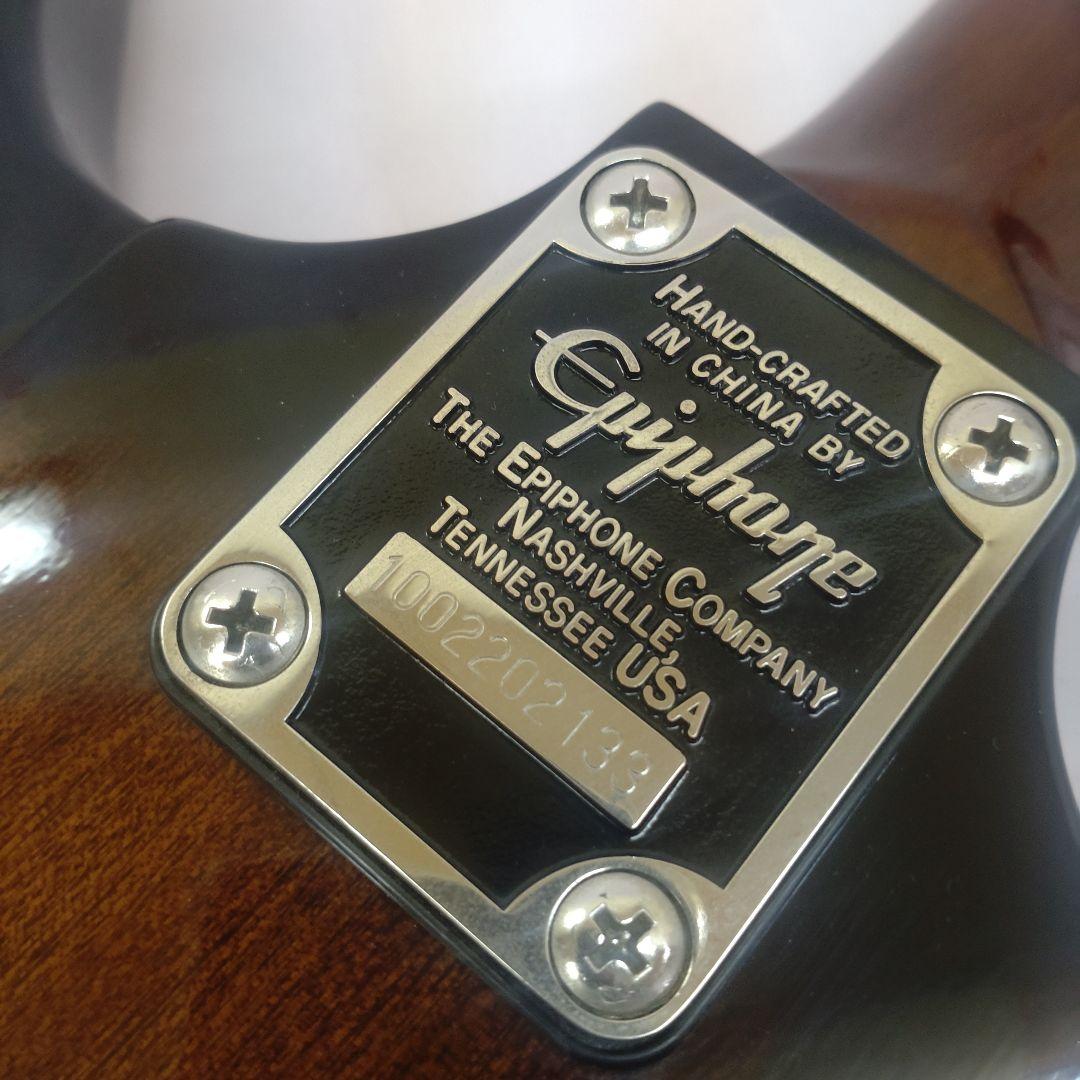 HAND-CRAFTED
IN CHINA BY
Epiphone
THE EPIPHONE COMPANY
NASHVILLE,
TENNESSEE USA
1002202133